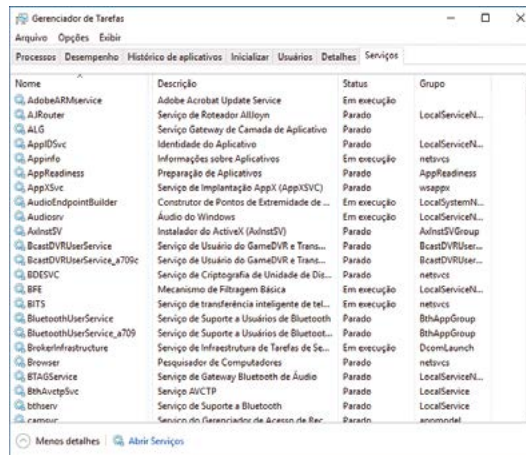 Gerenciador de Tarefas
Arquivo Opções Exibir
Processos Desempenho Histórico de aplicativos Inicializar Usuários Detalhes Serviços
Nome Descrição Status Grupo
AdobeARMservice Adobe Acrobat Update Service Em execução
AJRouter Serviço de Roteador AllJoyn Parado LocalServiceN...
ALG Serviço Gateway de Camada de Aplicativo Parado
AppIDSvc Identidade do Aplicativo Parado LocalServiceN...
Appinfo Informações sobre Aplicativos Em execução netsvcs
AppReadiness Preparação de Aplicativos Parado AppReadiness
AppXSvc Serviço de Implantação AppX (AppXSVC) Parado wsappx
AudioEndpointBuilder Construtor de Pontos de Extremidade de ... Em execução LocalSystemN...
Audiosrv Áudio do Windows Em execução LocalServiceN...
AxInstSV Instalador do ActiveX (AxInstSV) Parado AxInstSVGroup
BcastDVRUserService Serviço de Usuário do GameDVR e Trans... Parado BcastDVRUser...
BcastDVRUserService_a709c Serviço de Usuário do GameDVR e Trans... Parado BcastDVRUser...
BDESVC Serviço de Criptografia de Unidade de Dis... Parado netsvcs
BFE Mecanismo de Filtragem Básica Em execução LocalServiceN...
BITS Serviço de transferência inteligente de tel... Em execução netsvcs
BluetoothUserService Serviço de Suporte a Usuários de Bluetooth Parado BthAppGroup
BluetoothUserService_a709 Serviço de Suporte a Usuários de Bluetoot... Parado BthAppGroup
BrokerInfrastructure Serviço de Infraestrutura de Tarefas de Se... Em execução DcomLaunch
Browser Pesquisador de Computadores Parado netsvcs
BTAGService Serviço de Gateway Bluetooth de Áudio Parado LocalServiceN...
BthAvctpSvc Serviço AVCTP Parado LocalService
bthserv Serviço de Suporte a Bluetooth Parado LocalService
camsvc Serviço do Gerenciador de Acesso de Rec... Parado appmodel
Menos detalhes Abrir Serviços